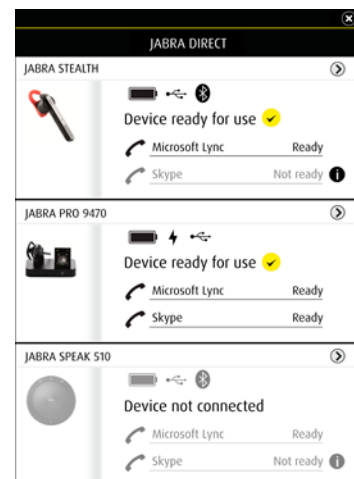 JABRA DIRECT
JABRA STEALTH
Device ready for use
Microsoft Lync Ready
Skype Not ready
JABRA PRO 9470
Device ready for use
Microsoft Lync Ready
Skype Ready
JABRA SPEAK 510
Device not connected
Microsoft Lync Ready
Skype Not ready